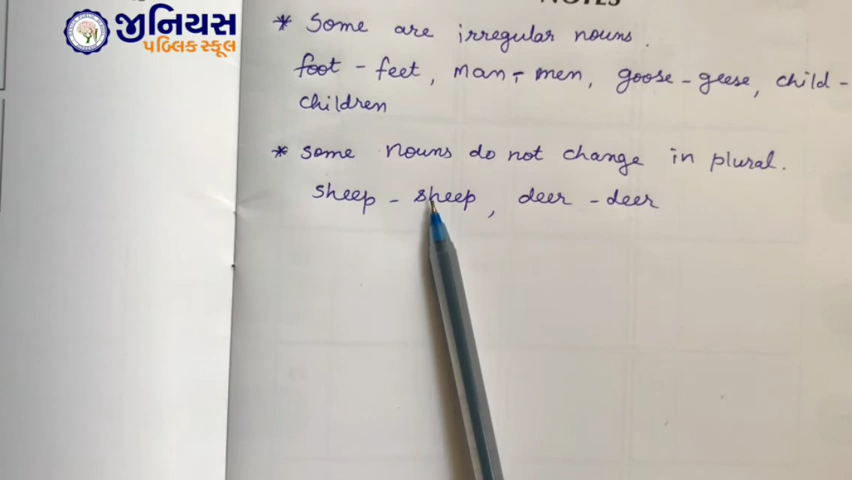 NOTES
જીનિયસ
પબ્લિક સ્કૂલ
* Some are irregular nouns.
foot - feet, man - men, goose - geese, child -
children
* some nouns do not change in plural.
sheep - sheep, deer - deer